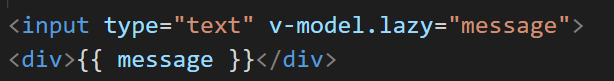 <input type="text" v-model.lazy="message">
<div>{{ message }}</div>